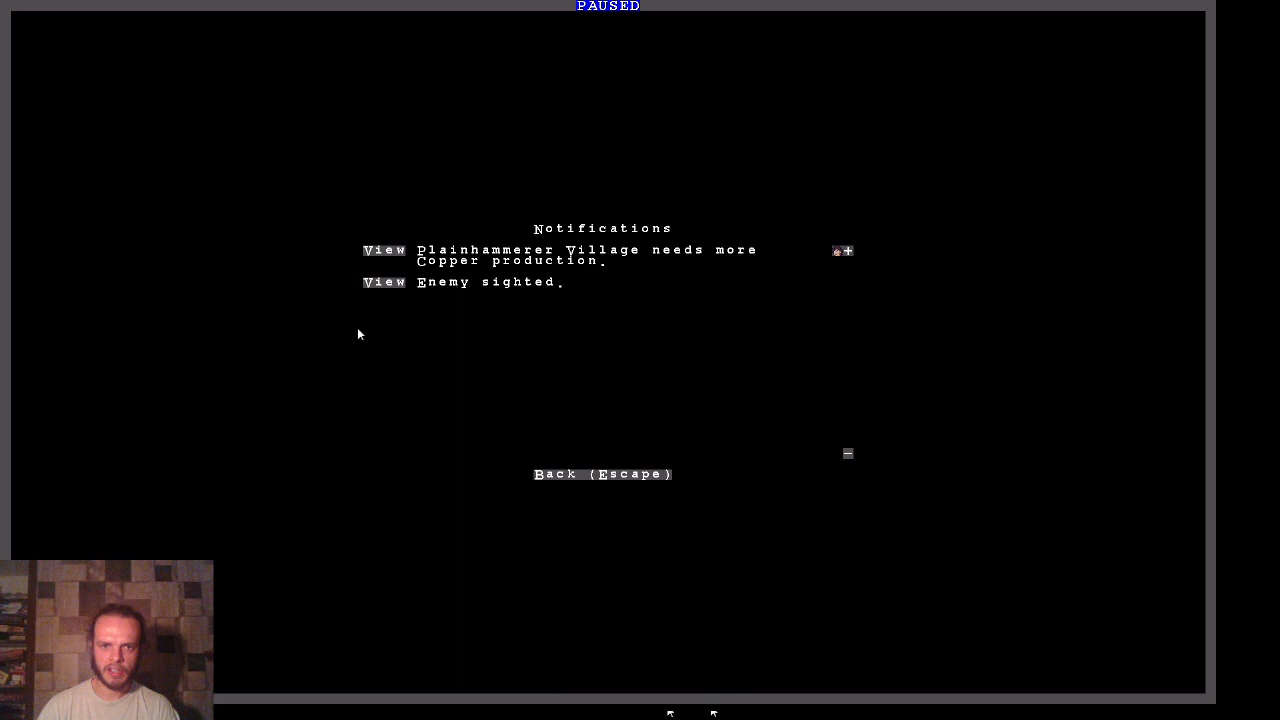 PAUSED
Notifications
View Plainhammerer Village needs more
Copper production.
+
View Enemy sighted.
—
Back (Escape)